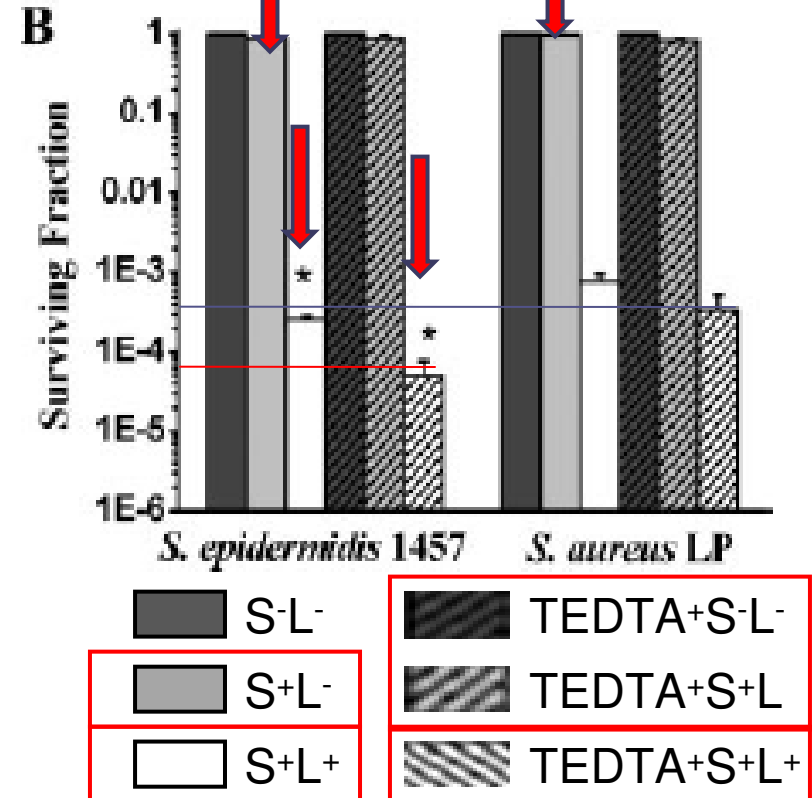 B
Surviving Fraction
1
0.1
0.01
1E-3
1E-4
1E-5
1E-6
*
*
S. epidermidis 1457
S. aureus LP
S⁻L⁻
S⁺L⁻
S⁺L⁺
TEDTA⁺S⁻L⁻
TEDTA⁺S⁺L
TEDTA⁺S⁺L⁺